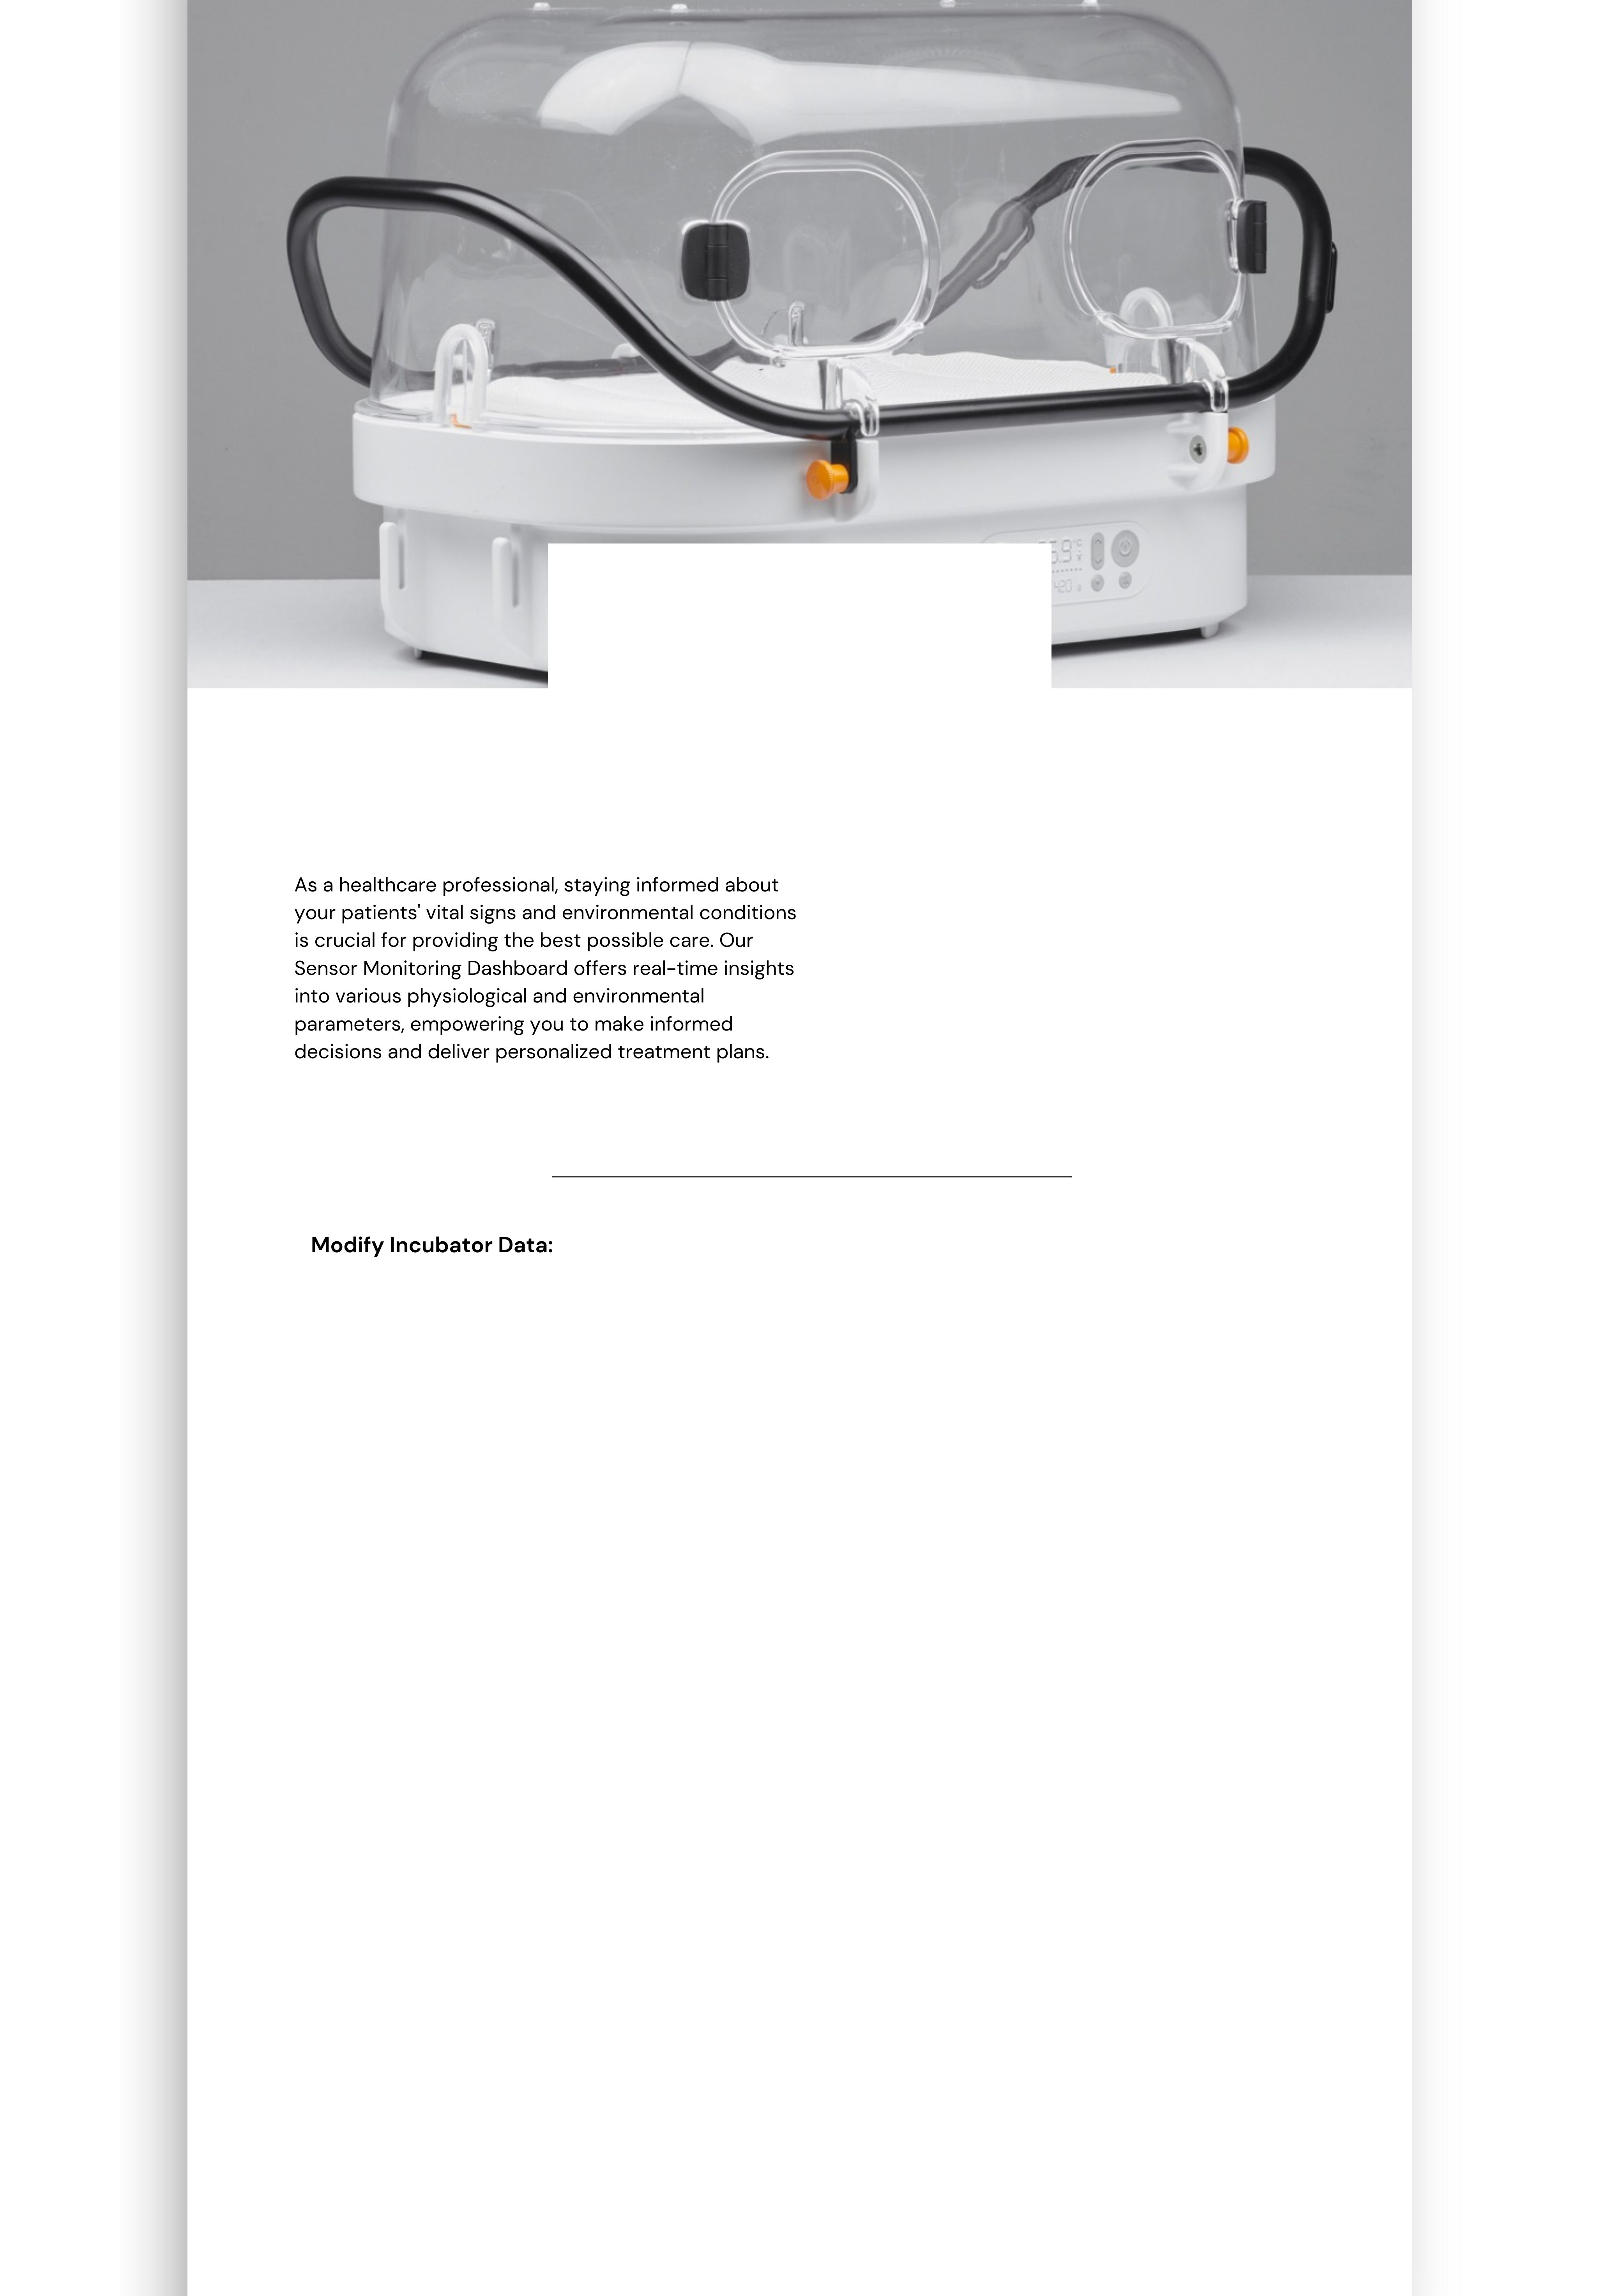 As a healthcare professional, staying informed about
your patients' vital signs and environmental conditions
is crucial for providing the best possible care. Our
Sensor Monitoring Dashboard offers real-time insights
into various physiological and environmental
parameters, empowering you to make informed
decisions and deliver personalized treatment plans.
Modify Incubator Data: